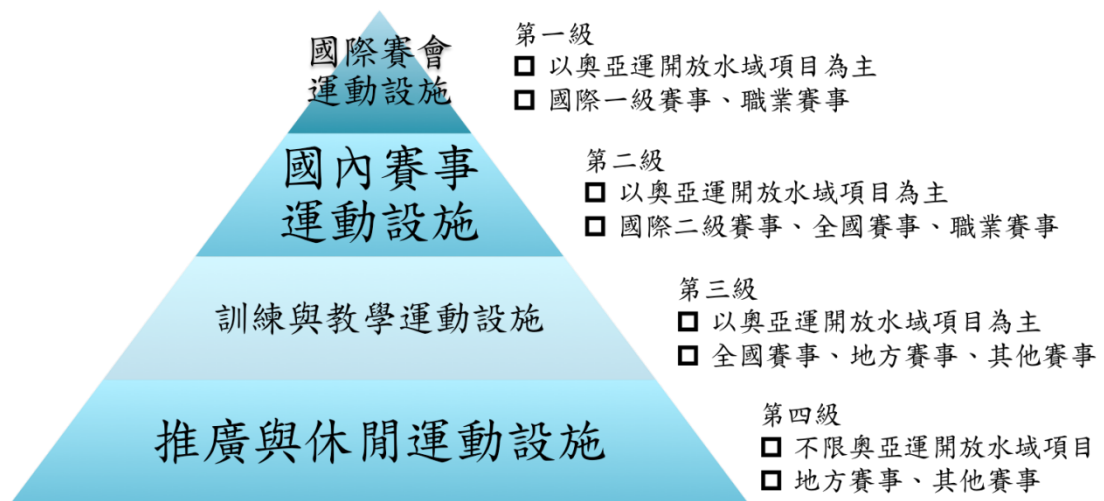 國際賽會
運動設施
第一級
以奧亞運開放水域項目為主
國際一級賽事、職業賽事
國內賽事
運動設施
第二級
以奧亞運開放水域項目為主
國際二級賽事、全國賽事、職業賽事
訓練與教學運動設施
第三級
以奧亞運開放水域項目為主
全國賽事、地方賽事、其他賽事
推廣與休閒運動設施
第四級
不限奧亞運開放水域項目
地方賽事、其他賽事